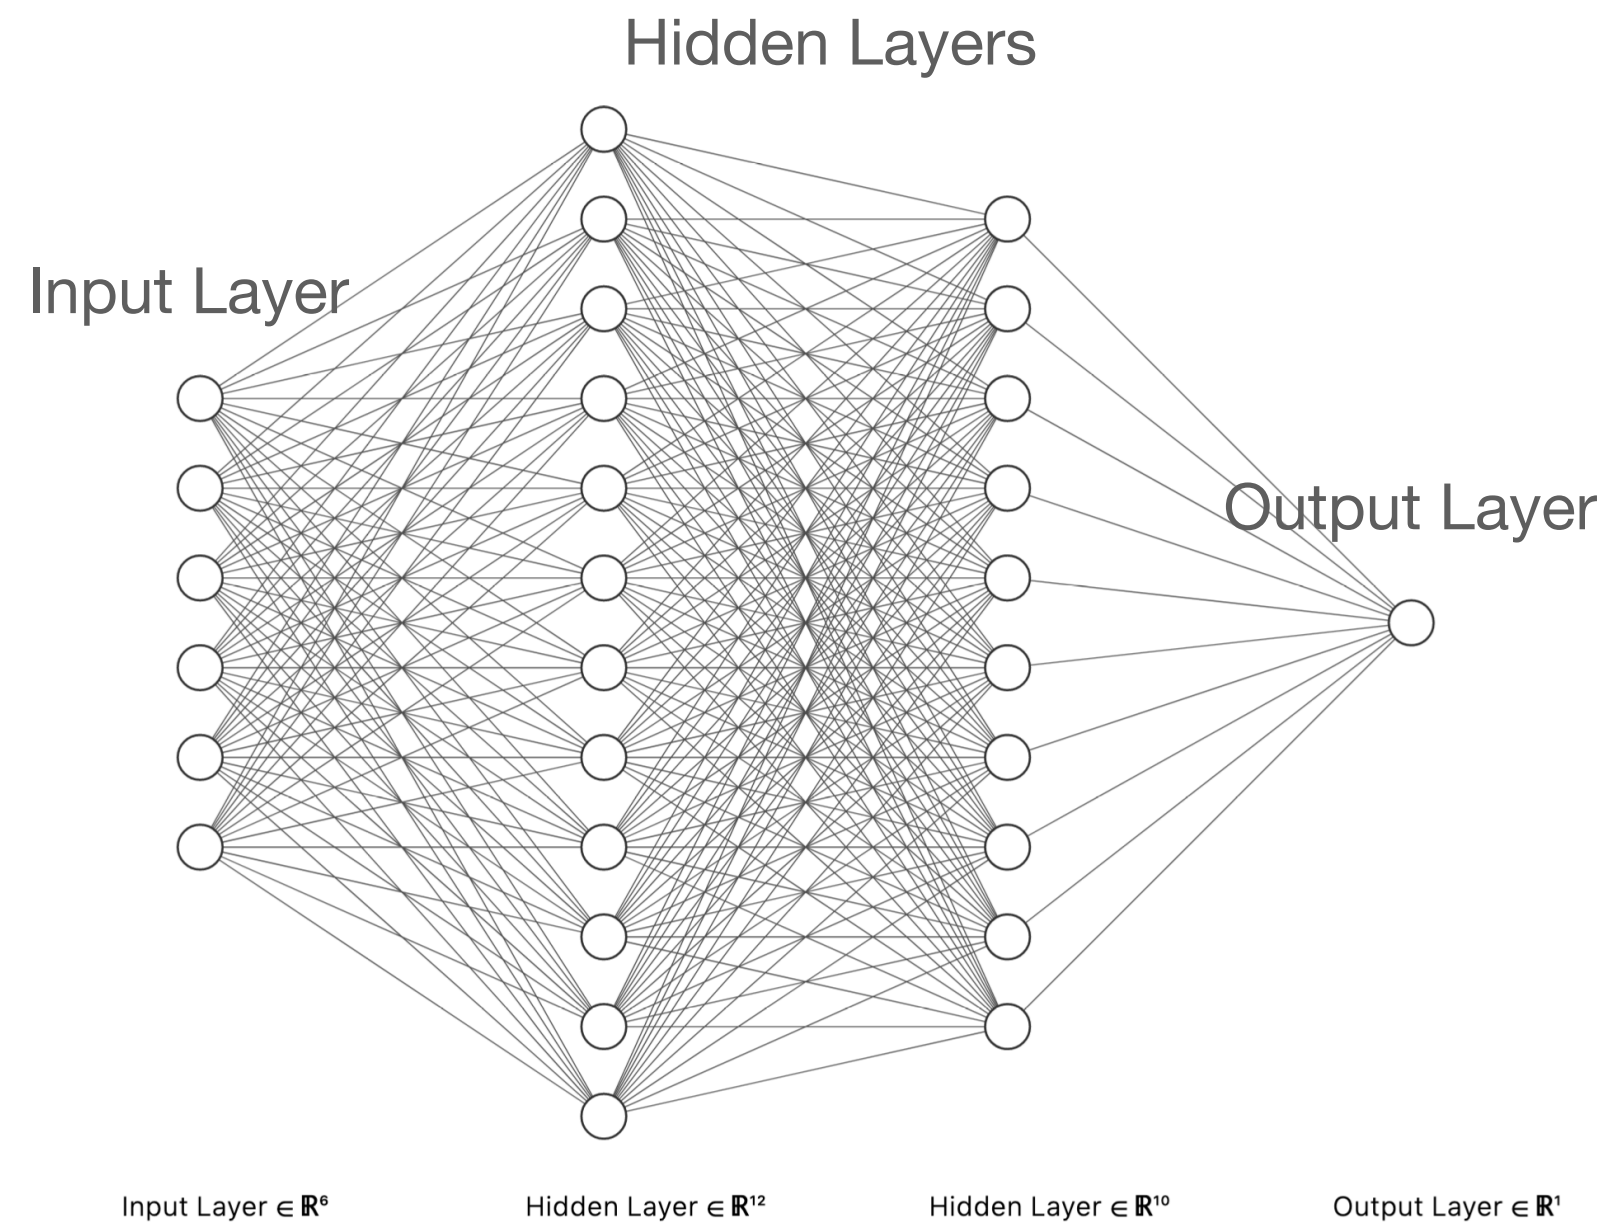 Hidden Layers
Input Layer
Output Layer
Input Layer ∈ ℝ⁶
Hidden Layer ∈ ℝ¹²
Hidden Layer ∈ ℝ¹⁰
Output Layer ∈ ℝ¹